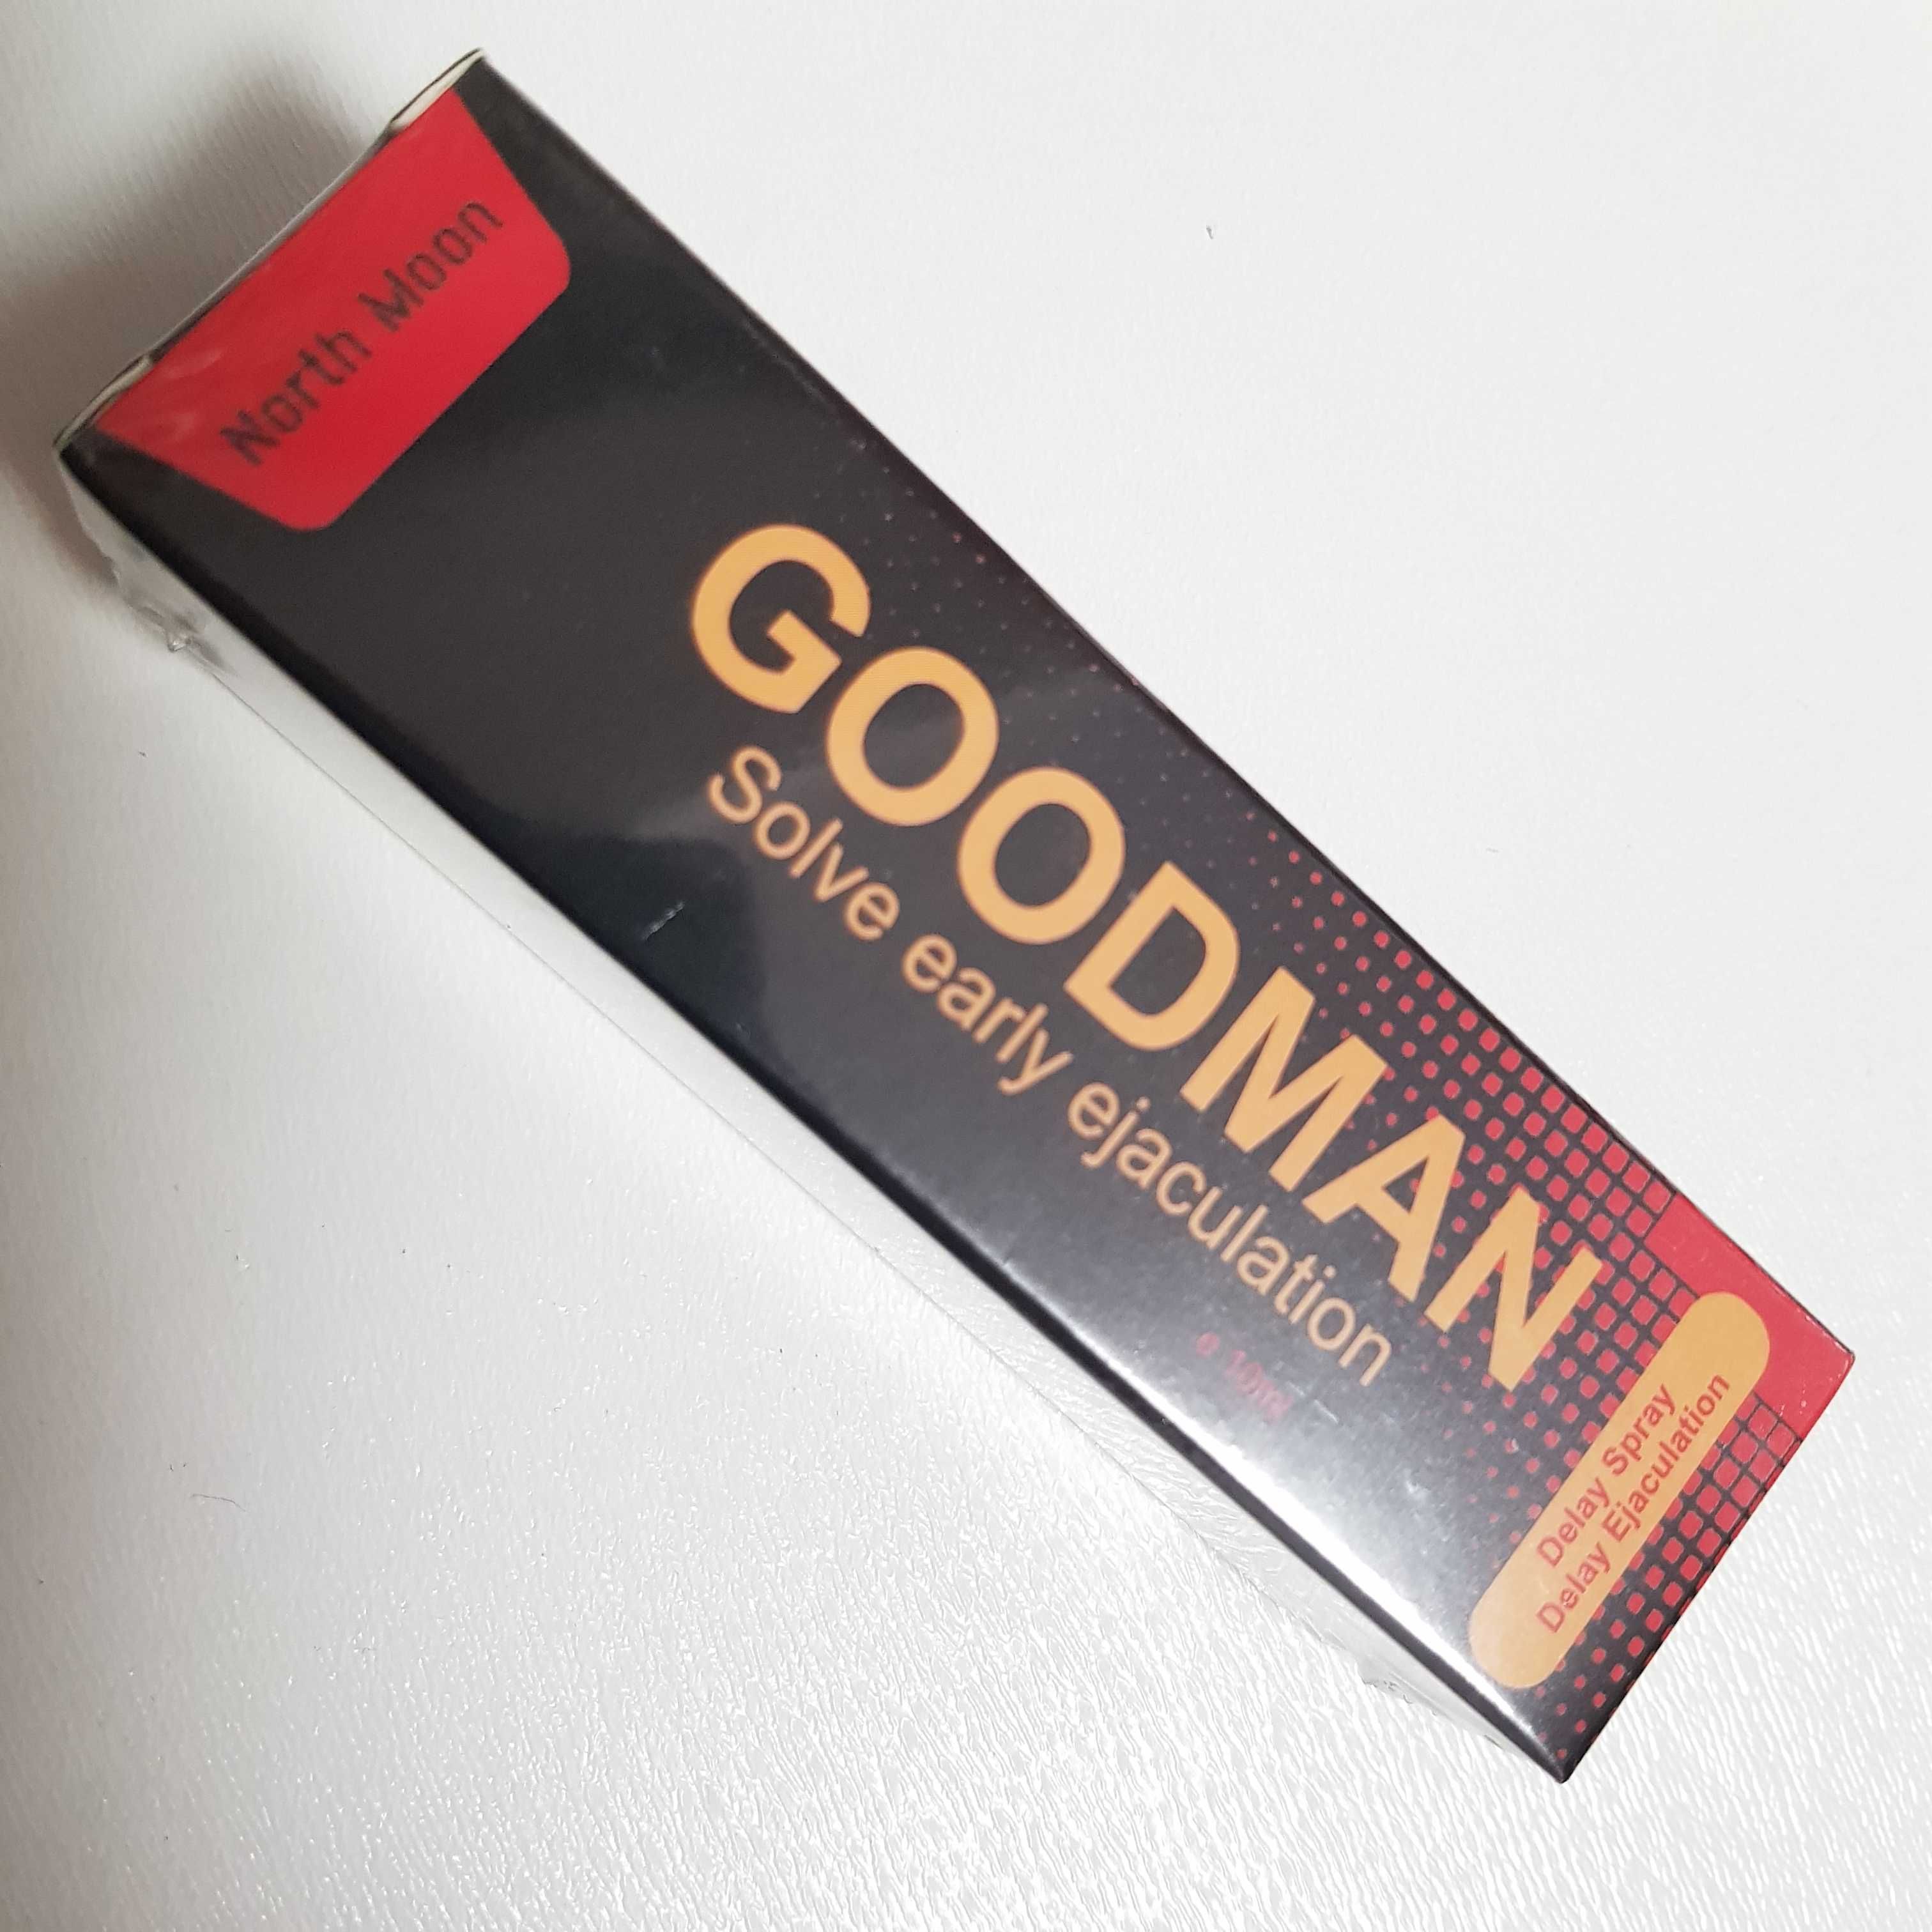 North Moon
GOODMAN
Solve early ejaculation
Delay Spray
Delay Ejaculation